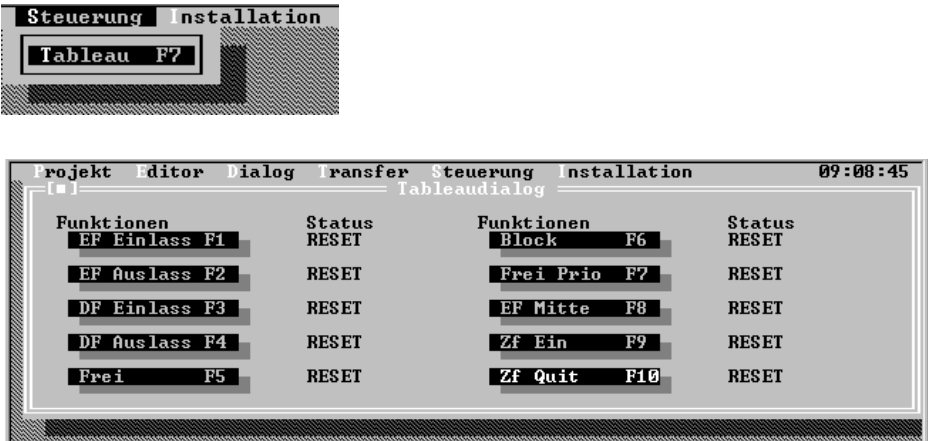 Steuerung Installation
Tableau F7
Projekt Editor Dialog Transfer Steuerung Installation 09:08:45
[■] Tableaudialog
Funktionen Status Funktionen Status
EF Einlass F1 RESET Block F6 RESET
EF Auslass F2 RESET Frei Prio F7 RESET
DF Einlass F3 RESET EF Mitte F8 RESET
DF Auslass F4 RESET Zf Ein F9 RESET
Frei F5 RESET Zf Quit F10 RESET